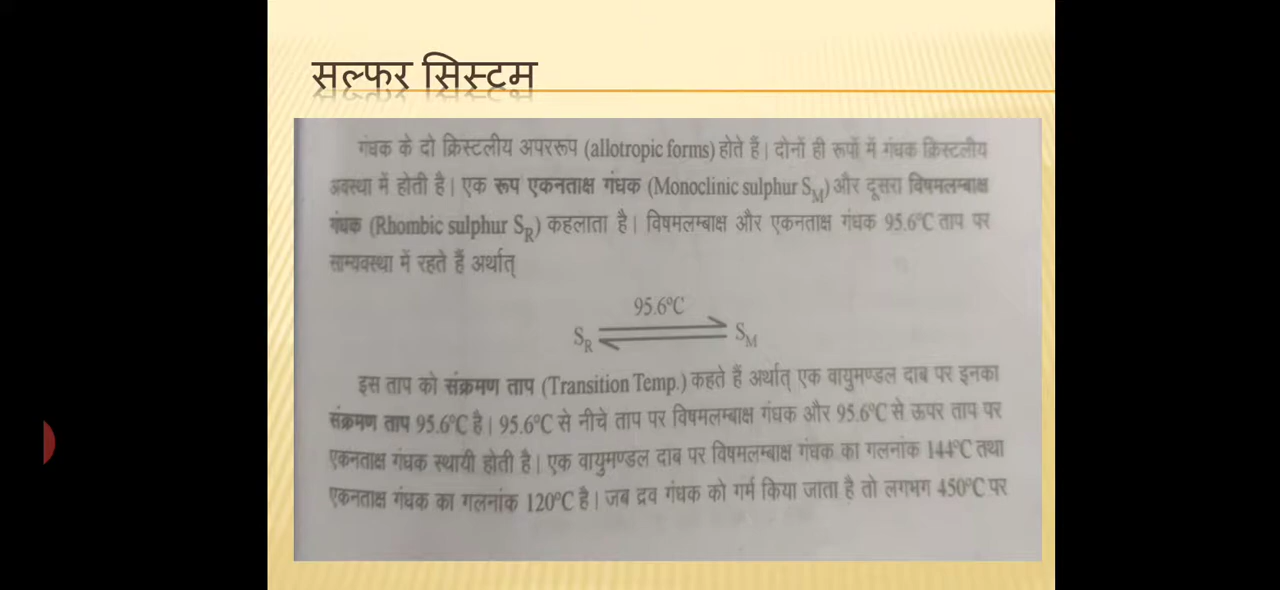 सल्फर सिस्टम
गंधक के दो क्रिस्टलीय अपररूप (allotropic forms) होते हैं। दोनों ही रूपों में गंधक क्रिस्टलीय
अवस्था में होती है। एक रूप एकनताक्ष गंधक (Monoclinic sulphur S_M) और दूसरा विषमलम्बाक्ष
गंधक (Rhombic sulphur S_R) कहलाता है। विषमलम्बाक्ष और एकनताक्ष गंधक 95.6°C ताप पर
साम्यवस्था में रहते हैं अर्थात्
95.6°C
S_R ⇌ S_M
इस ताप को संक्रमण ताप (Transition Temp.) कहते हैं अर्थात् एक वायुमण्डल दाब पर इनका
संक्रमण ताप 95.6°C है। 95.6°C से नीचे ताप पर विषमलम्बाक्ष गंधक और 95.6°C से ऊपर ताप पर
एकनताक्ष गंधक स्थायी होती है। एक वायुमण्डल दाब पर विषमलम्बाक्ष गंधक का गलनांक 144°C तथा
एकनताक्ष गंधक का गलनांक 120°C है। जब द्रव गंधक को गर्म किया जाता है तो लगभग 450°C पर